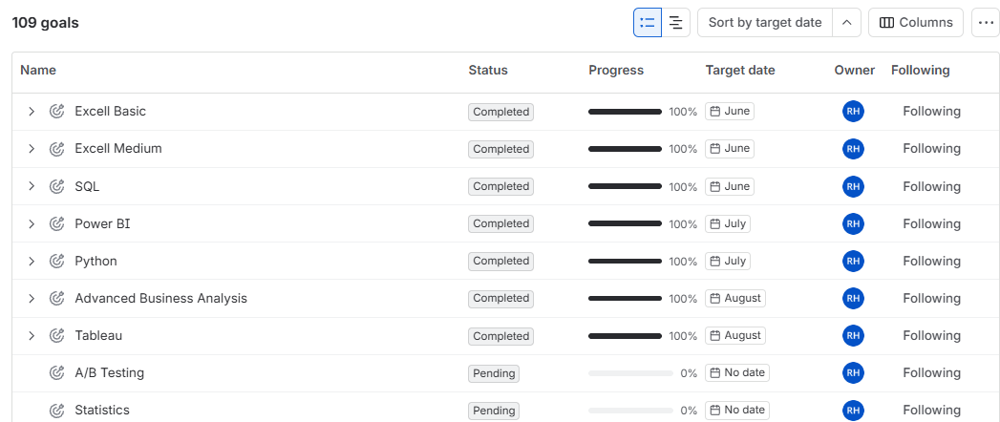 109 goals Sort by target date Columns
Name Status Progress Target date Owner Following
Excell Basic Completed 100% June RH Following
Excell Medium Completed 100% June RH Following
SQL Completed 100% June RH Following
Power BI Completed 100% July RH Following
Python Completed 100% July RH Following
Advanced Business Analysis Completed 100% August RH Following
Tableau Completed 100% August RH Following
A/B Testing Pending 0% No date RH Following
Statistics Pending 0% No date RH Following